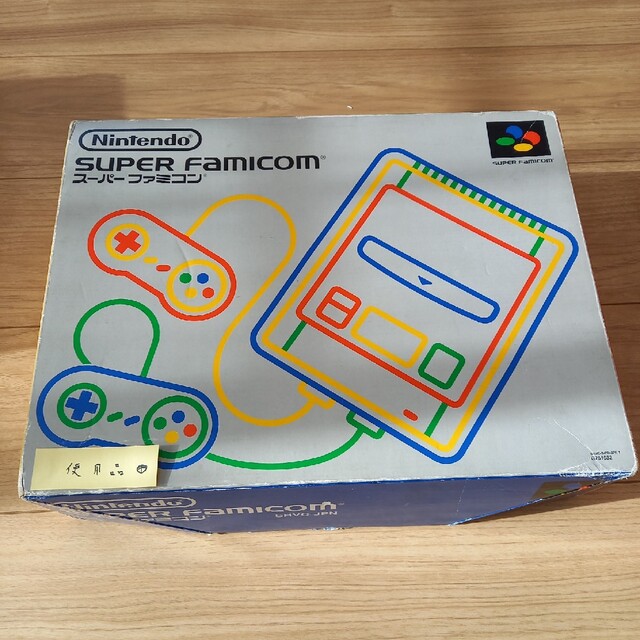 Nintendo®
SUPER FAMICOM®
スーパーファミコン®
SUPER FAMICOM™
使用品
Nintendo®
SUPER FAMICOM®
SHVC JPN